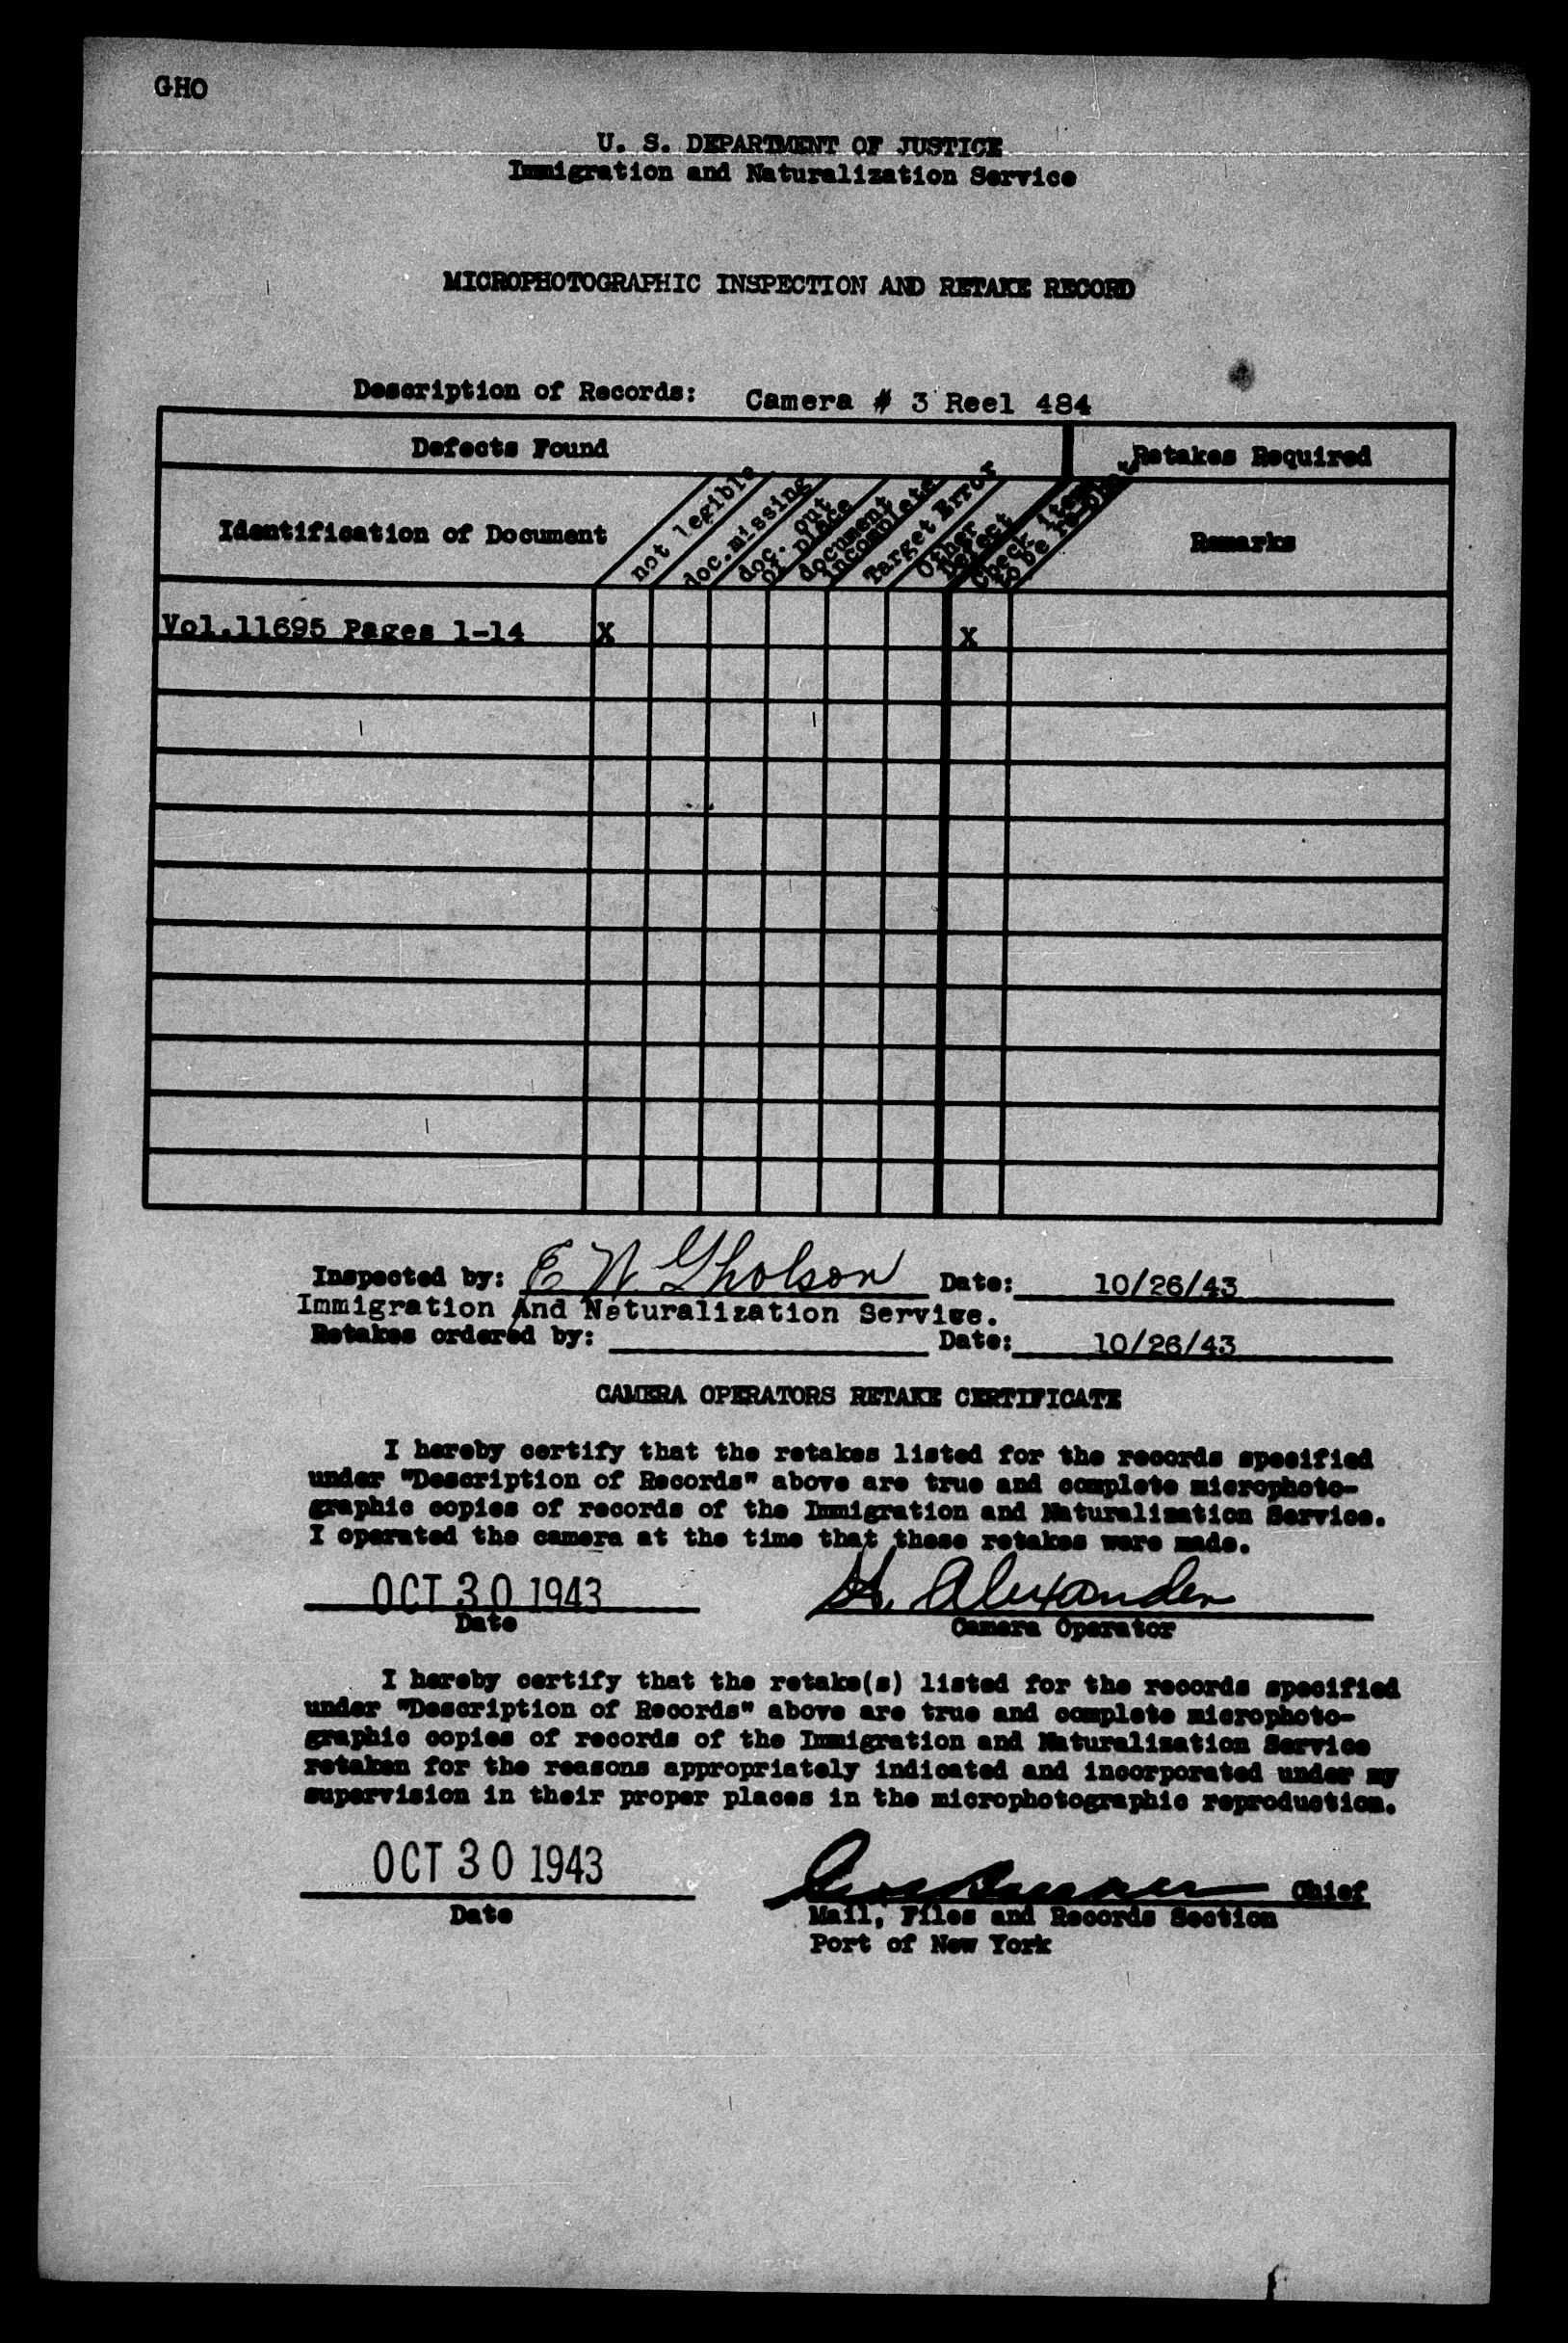 GHO
U. S. DEPARTMENT OF JUSTICE
Immigration and Naturalization Service
MICROPHOTOGRAPHIC INSPECTION AND RETAKE RECORD
Description of Records: Camera # 3 Reel 484
Defects Found
Retakes Required
Identification of Document
not legible
doc.missing
doc. out
of place
document
incomplete
Target Error
Other
Defect
Check item
to be
Remarks
Vol.11695 Pages 1-14 X X
Inspected by: E W Gholson Date: 10/26/43
Immigration And Naturalization Service.
Retakes ordered by: Date: 10/26/43
CAMERA OPERATORS RETAKE CERTIFICATE
I hereby certify that the retakes listed for the records specified
under "Description of Records" above are true and complete microphoto-
graphic copies of records of the Immigration and Naturalization Service.
I operated the camera at the time that these retakes were made.
OCT 30 1943 Alexander
Date Camera Operator
I hereby certify that the retake(s) listed for the records specified
under "Description of Records" above are true and complete microphoto-
graphic copies of records of the Immigration and Naturalization Service
retaken for the reasons appropriately indicated and incorporated under my
supervision in their proper places in the microphotographic reproduction.
OCT 30 1943 Chief
Date Mail, Files and Records Section
Port of New York